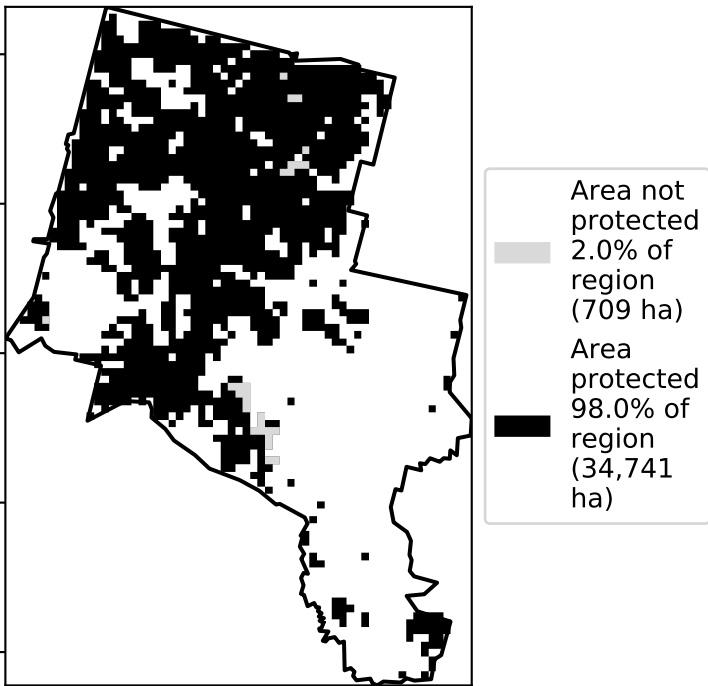 Area not
protected
2.0% of
region
(709 ha)
Area
protected
98.0% of
region
(34,741
ha)